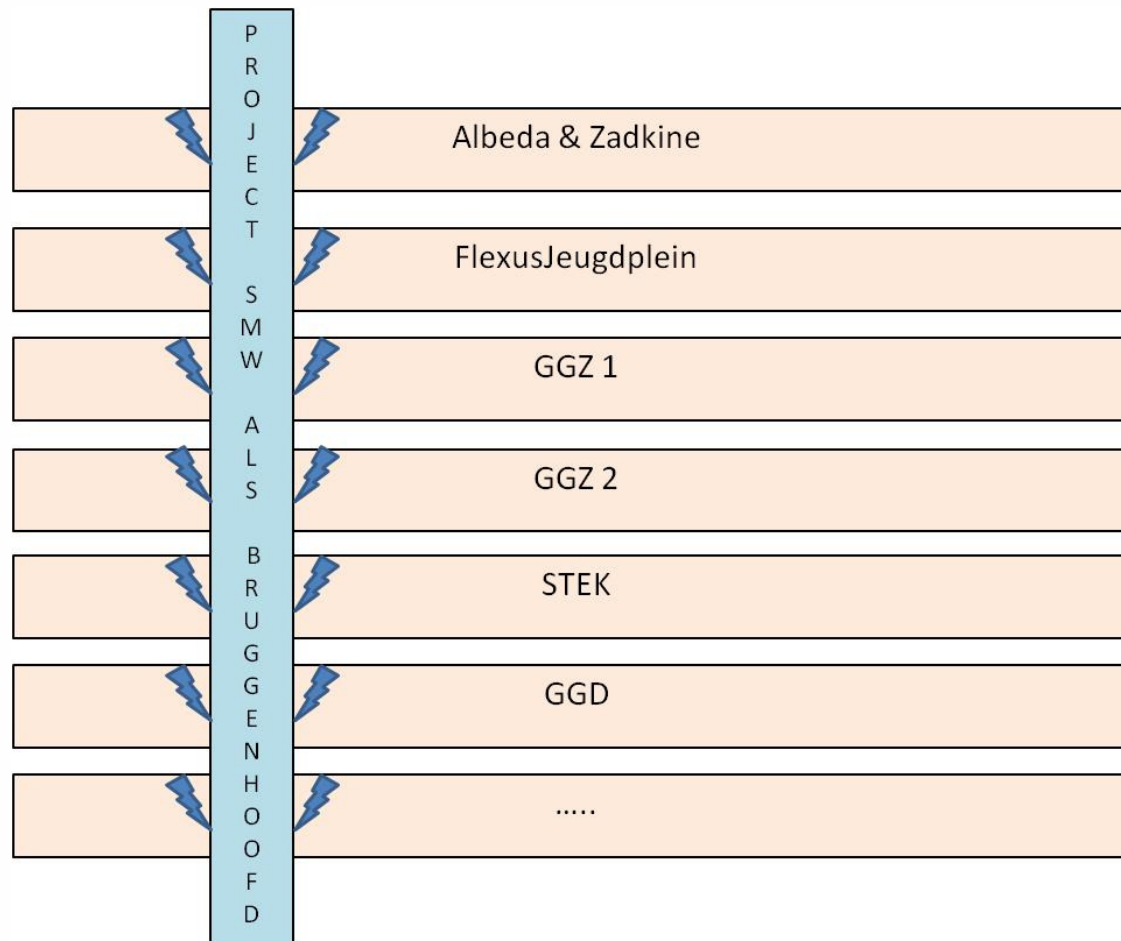 PROJECT SMW ALS BRUGGENHOOFD
Albeda & Zadkine
FlexusJeugdplein
GGZ 1
GGZ 2
STEK
GGD
.....